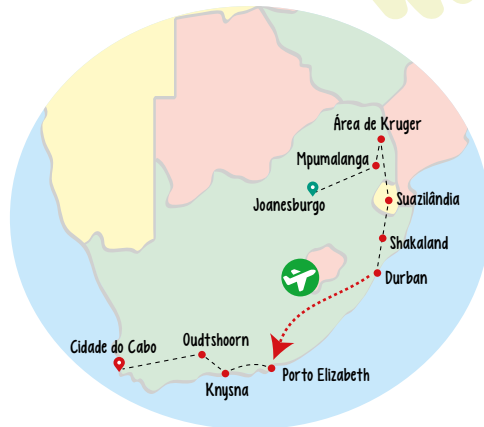 Área de Kruger
Mpumalanga
Joanesburgo
Suazilândia
Shakaland
Durban
Oudtshoorn
Cidade do Cabo
Porto Elizabeth
Knysna